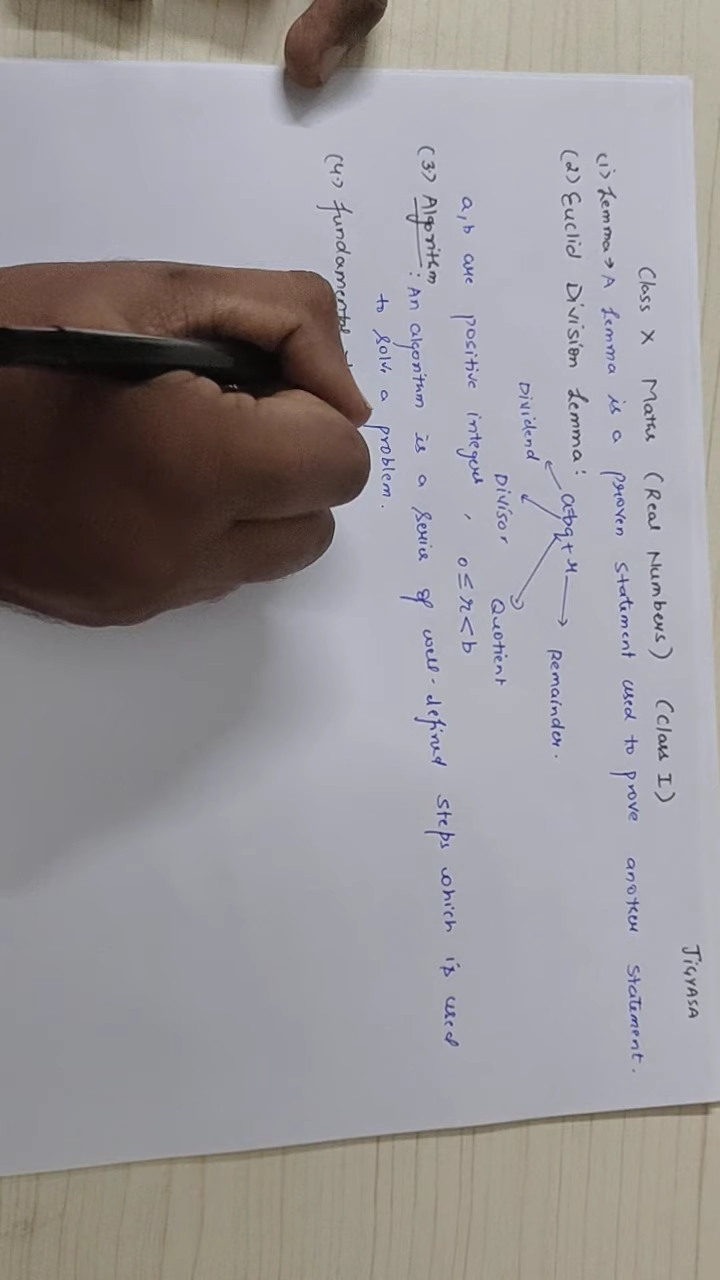 JIGYASA
Class X Maths (Real Numbers) (Class I)
(1) Lemma → A Lemma is a proven statement used to prove another statement.
(2) Euclid Division Lemma: a=bq+r → Remainder.
Dividend Divisor Quotient
a,b are positive integers, 0≤r<b
(3) Algorithm: An algorithm is a series of well-defined steps which is used
to solve a problem.
(4) Fundamental